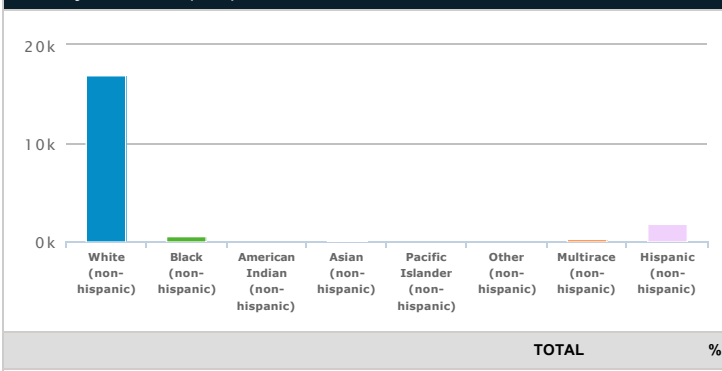 20k
10k
0k
White
(non-
hispanic)
Black
(non-
hispanic)
American
Indian
(non-
hispanic)
Asian
(non-
hispanic)
Pacific
Islander
(non-
hispanic)
Other
(non-
hispanic)
Multirace
(non-
hispanic)
Hispanic
(non-
hispanic)
TOTAL %